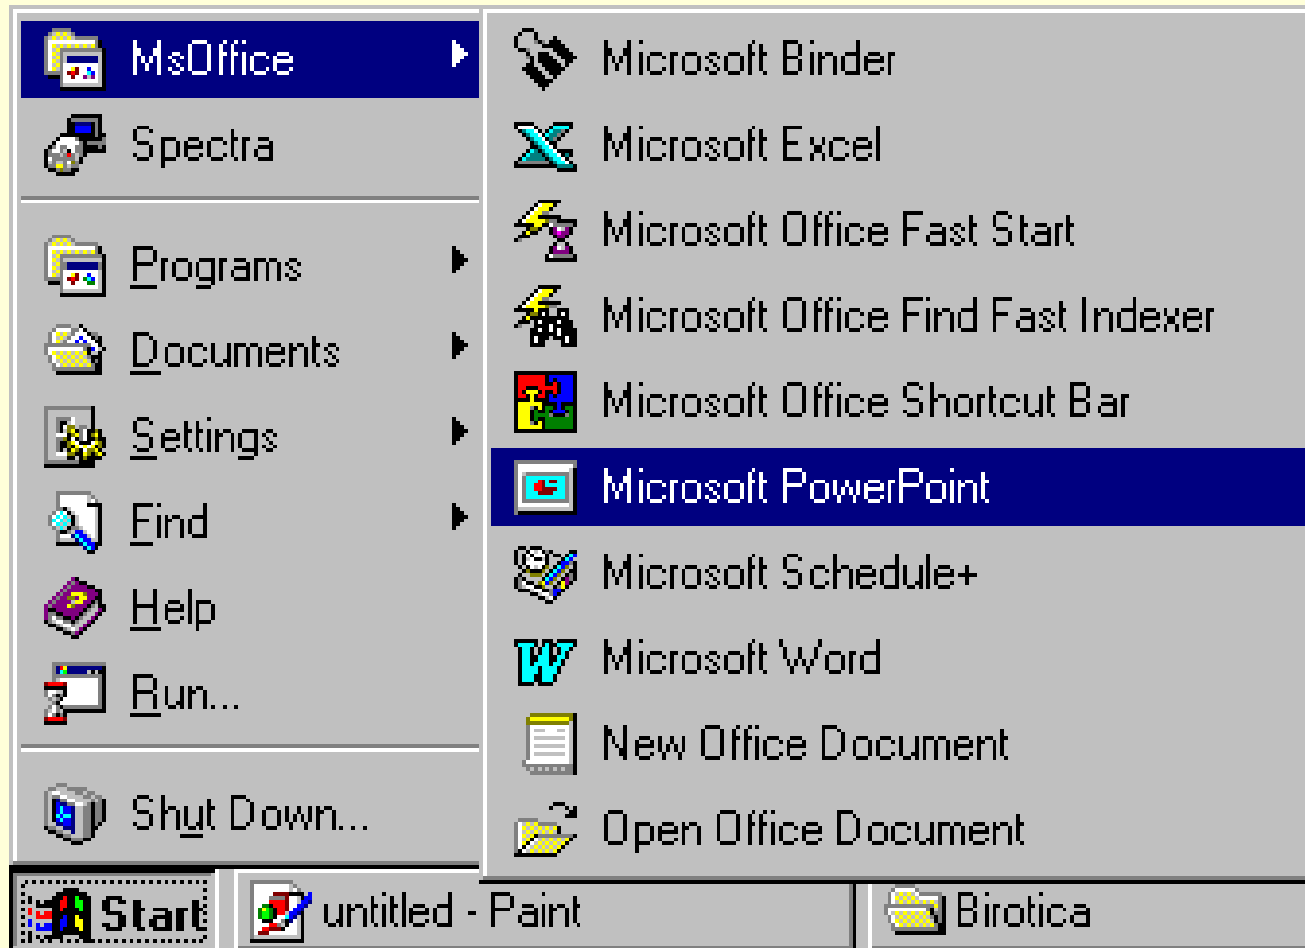 MsOffice
Spectra
Programs
Documents
Settings
Find
Help
Run...
Shut Down...
Microsoft Binder
Microsoft Excel
Microsoft Office Fast Start
Microsoft Office Find Fast Indexer
Microsoft Office Shortcut Bar
Microsoft PowerPoint
Microsoft Schedule+
Microsoft Word
New Office Document
Open Office Document
Start
untitled - Paint
Birotica